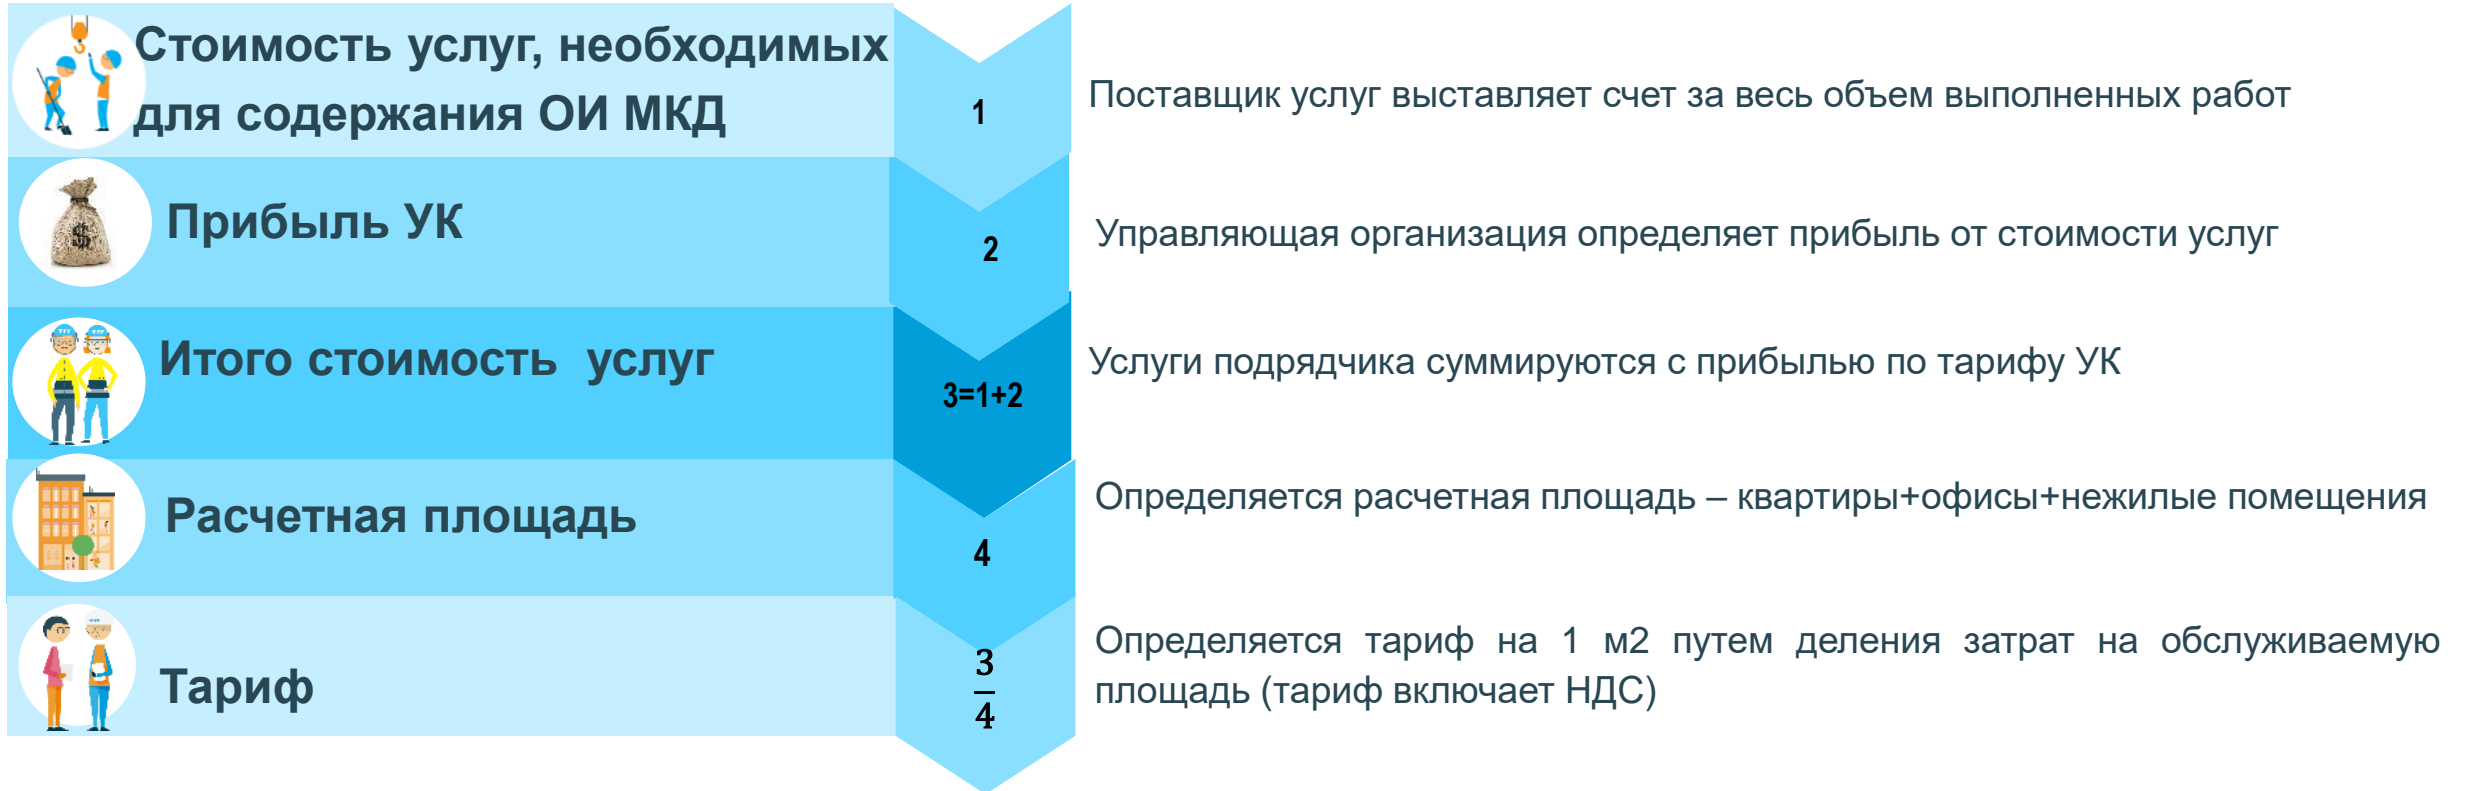 Стоимость услуг, необходимых
для содержания ОИ МКД
1
Поставщик услуг выставляет счет за весь объем выполненных работ
Прибыль УК
2
Управляющая организация определяет прибыль от стоимости услуг
Итого стоимость услуг
3=1+2
Услуги подрядчика суммируются с прибылью по тарифу УК
Расчетная площадь
4
Определяется расчетная площадь – квартиры+офисы+нежилые помещения
Тариф
3
4
Определяется тариф на 1 м2 путем деления затрат на обслуживаемую
площадь (тариф включает НДС)